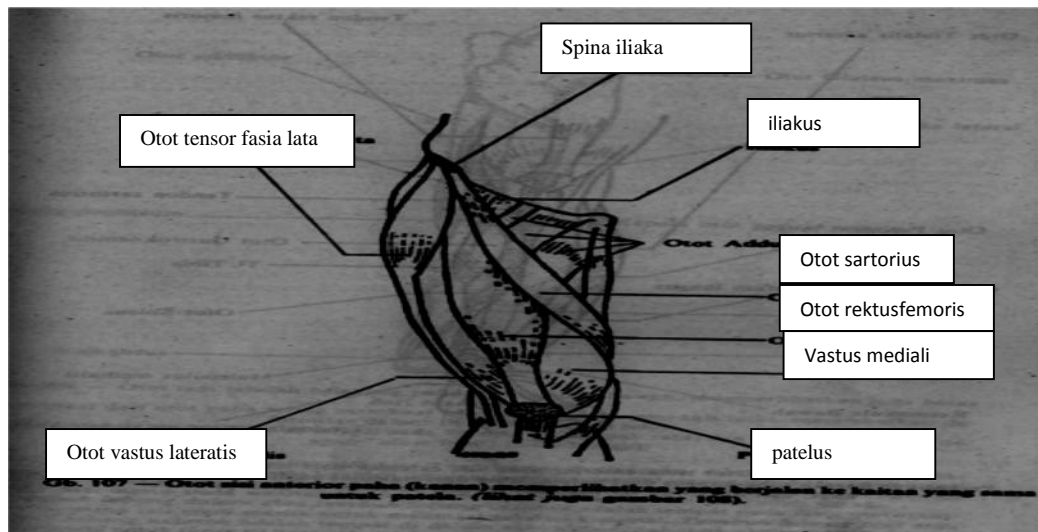 Spina iliaka
Otot tensor fasia lata
iliakus
Otot Addu
Otot sartorius
Otot rektusfemoris
Vastus mediali
Otot vastus lateratis
patelus
Gb. 107 — Otot sisi anterior paha (kanan) memperlihatkan yang berjalan ke kaitan yang sama
untuk patela. (lihat juga gambar 108).